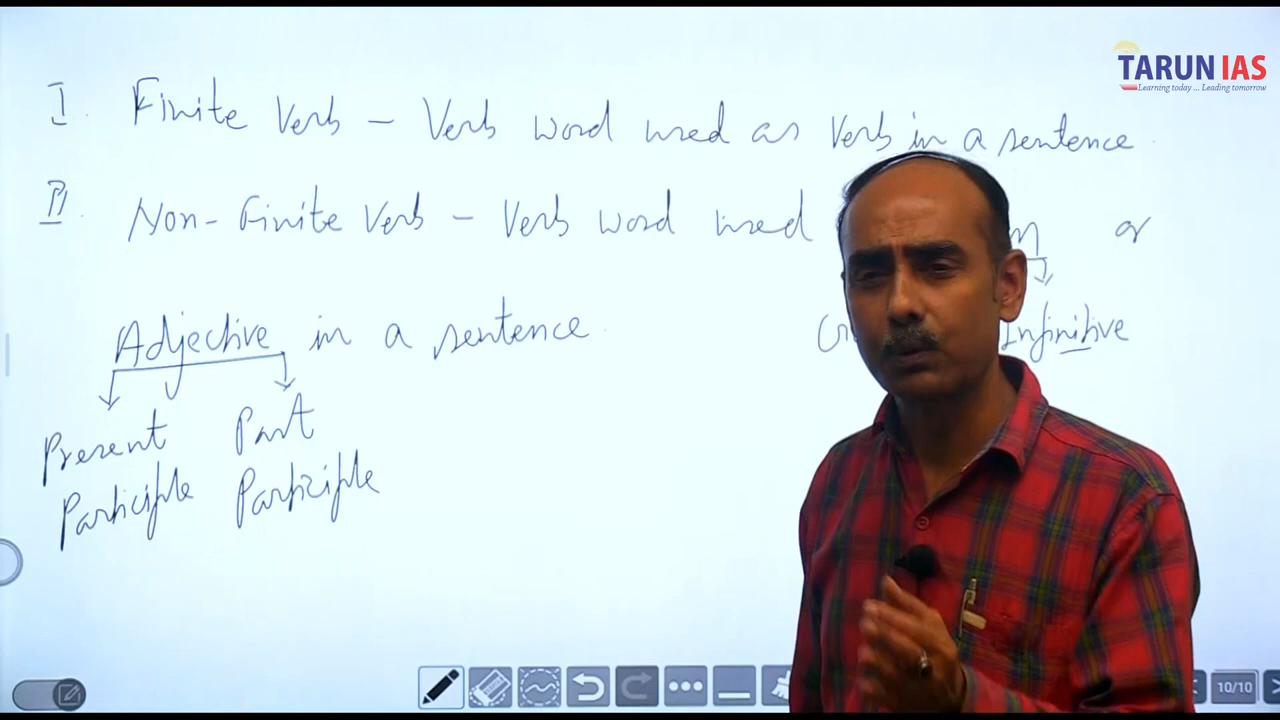 TARUN IAS
Learning today ... Leading tomorrow
I. Finite Verb – Verb word used as Verb in a sentence.
II. Non-Finite Verb – Verb word used or
Adjective in a sentence.
Infinitive
Present Past
Participle Participle
10/10